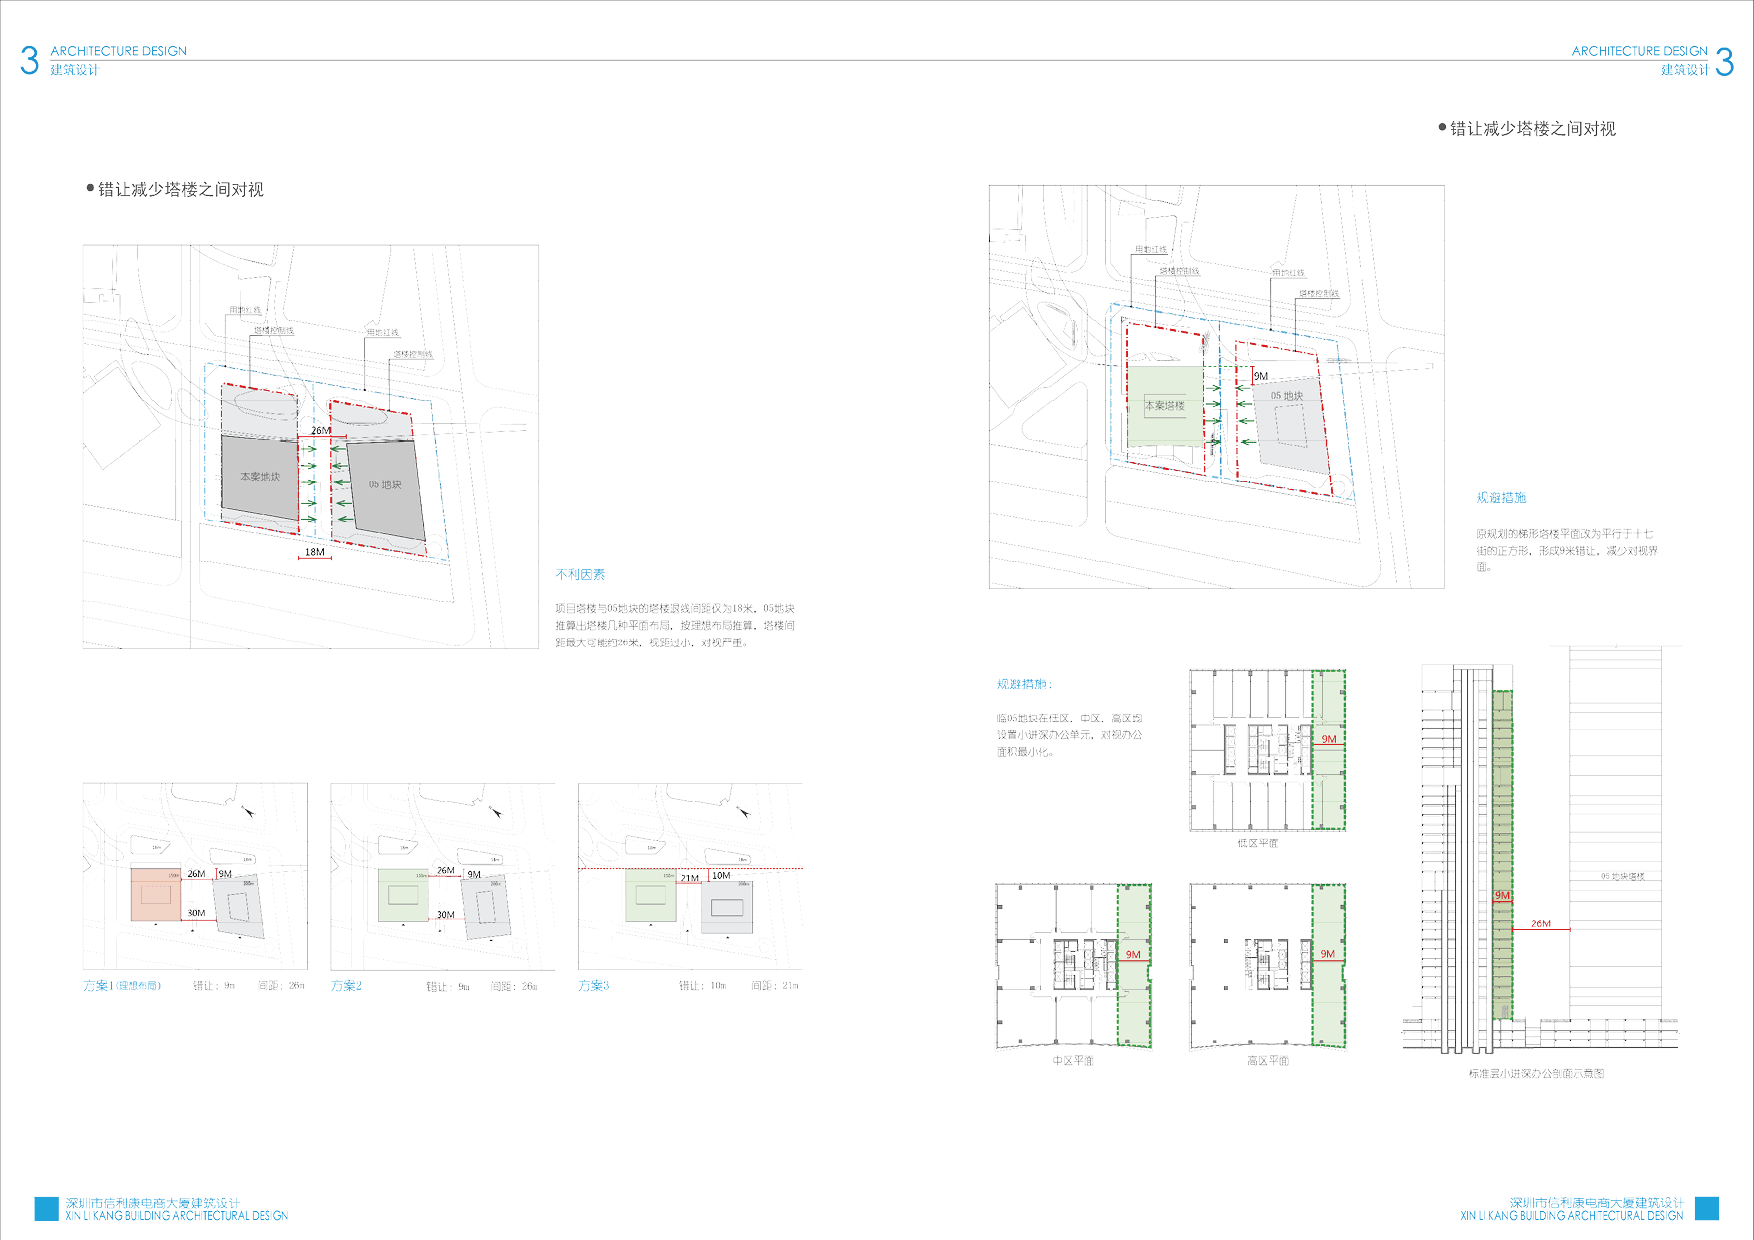 3
ARCHITECTURE DESIGN
建筑设计
ARCHITECTURE DESIGN
建筑设计
3
●错让减少塔楼之间对视
用地红线
塔楼控制线
用地红线
塔楼控制线
26M
本案地块
05 地块
18M
不利因素
项目塔楼与05地块的塔楼退线间距仅为18米，05地块
推算出塔楼几种平面布局，按理想布局推算，塔楼间
距最大可能约26米，视距过小，对视严重。
26M
9M
30M
150m
200m
方案1(理想布局)
错让：9m
间距：26m
26M
9M
30M
150m
200m
方案2
错让：9m
间距：26m
21M
10M
150m
200m
方案3
错让：10m
间距：21m
●错让减少塔楼之间对视
用地红线
塔楼控制线
用地红线
塔楼控制线
9M
本案塔楼
05 地块
规避措施
原规划的梯形塔楼平面改为平行于十七
街的正方形，形成9米错让，减少对视界
面。
规避措施：
临05地块在低区、中区、高区均
设置小进深办公单元，对视办公
面积最小化。
9M
低区平面
9M
中区平面
9M
高区平面
05 地块塔楼
9M
26M
标准层小进深办公剖面示意图
深圳市信利康电商大厦建筑设计
XIN LI KANG BUILDING ARCHITECTURAL DESIGN
深圳市信利康电商大厦建筑设计
XIN LI KANG BUILDING ARCHITECTURAL DESIGN